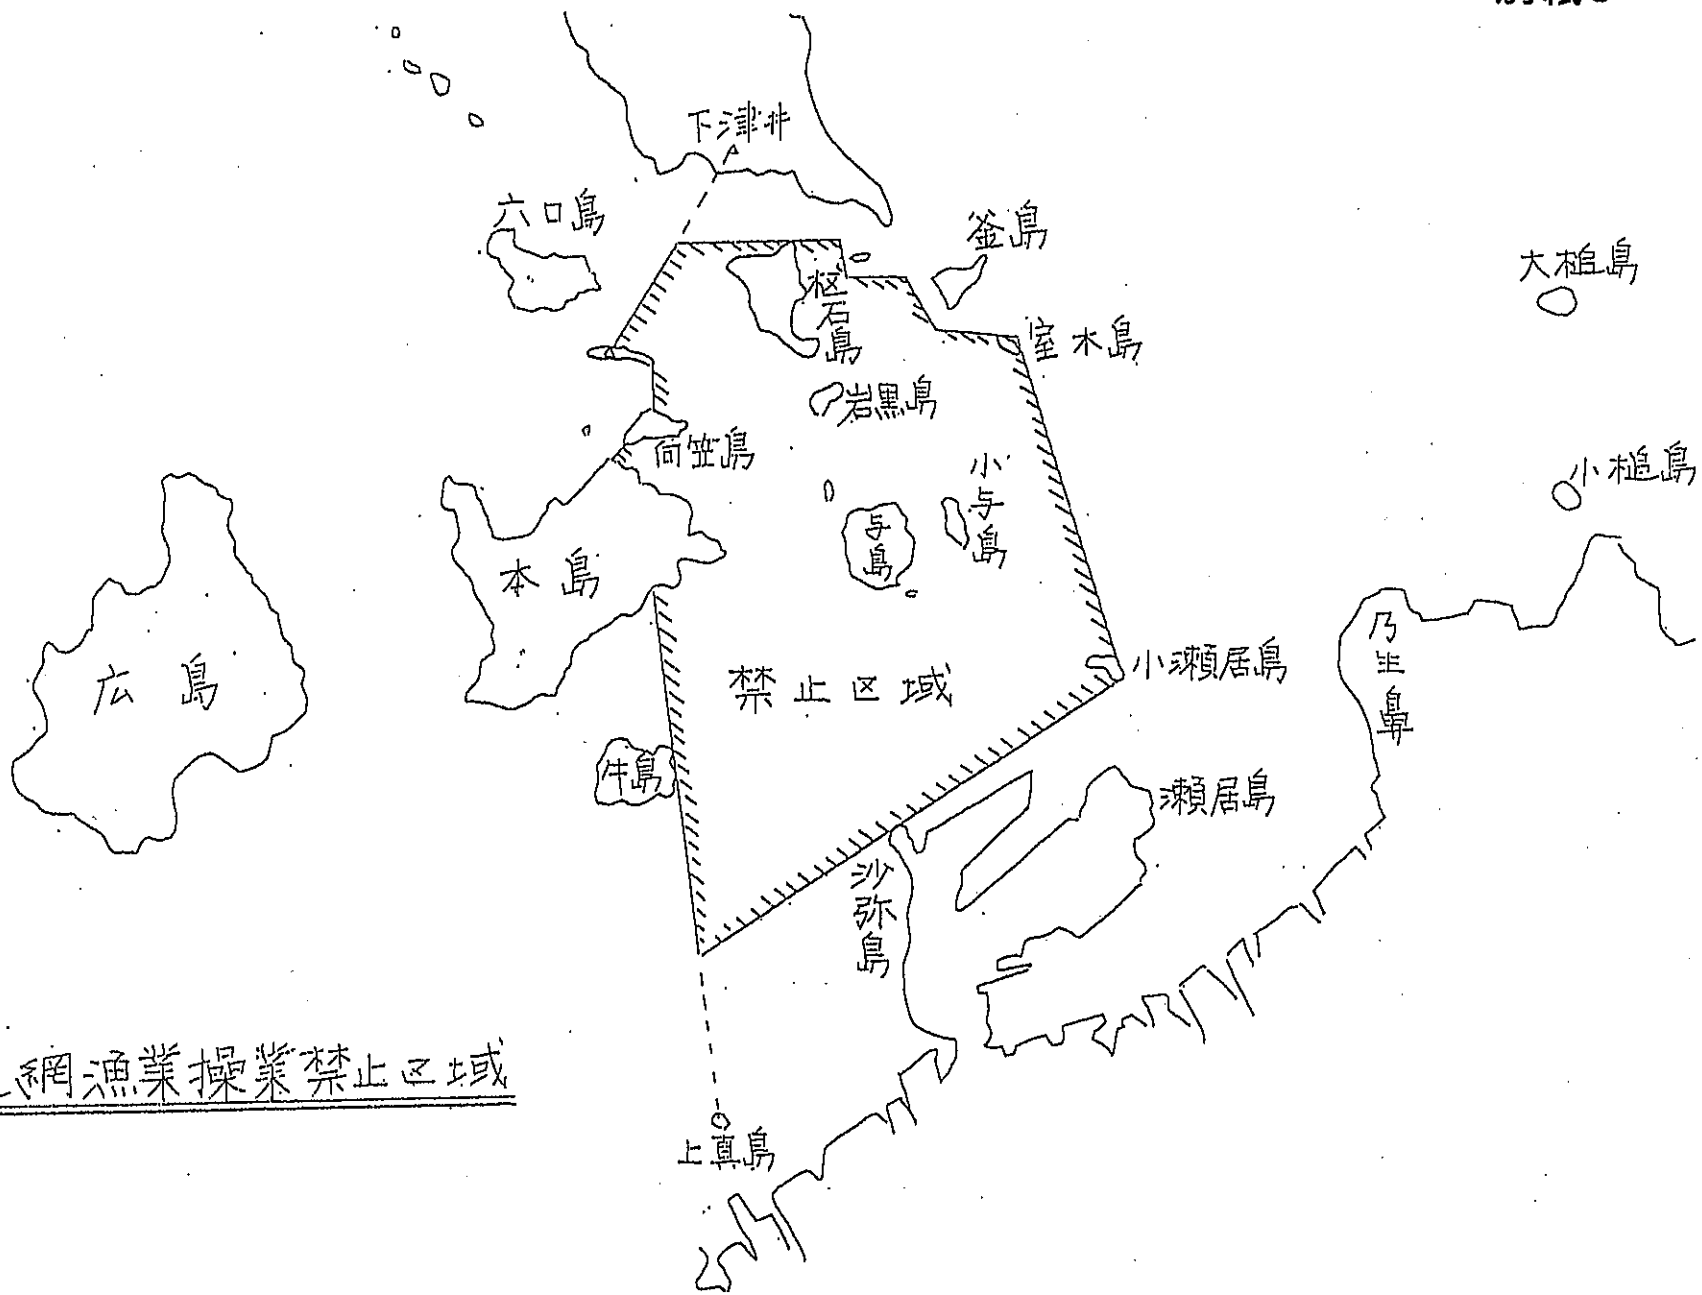 下津井
六口島
釜島
大槌島
櫃石島
室木島
岩黒島
向笠島
小与島
小槌島
与島
本島
乃生鼻
小瀬居島
広島
禁止区域
牛島
瀬居島
沙弥島
網漁業操業禁止区域
上真島